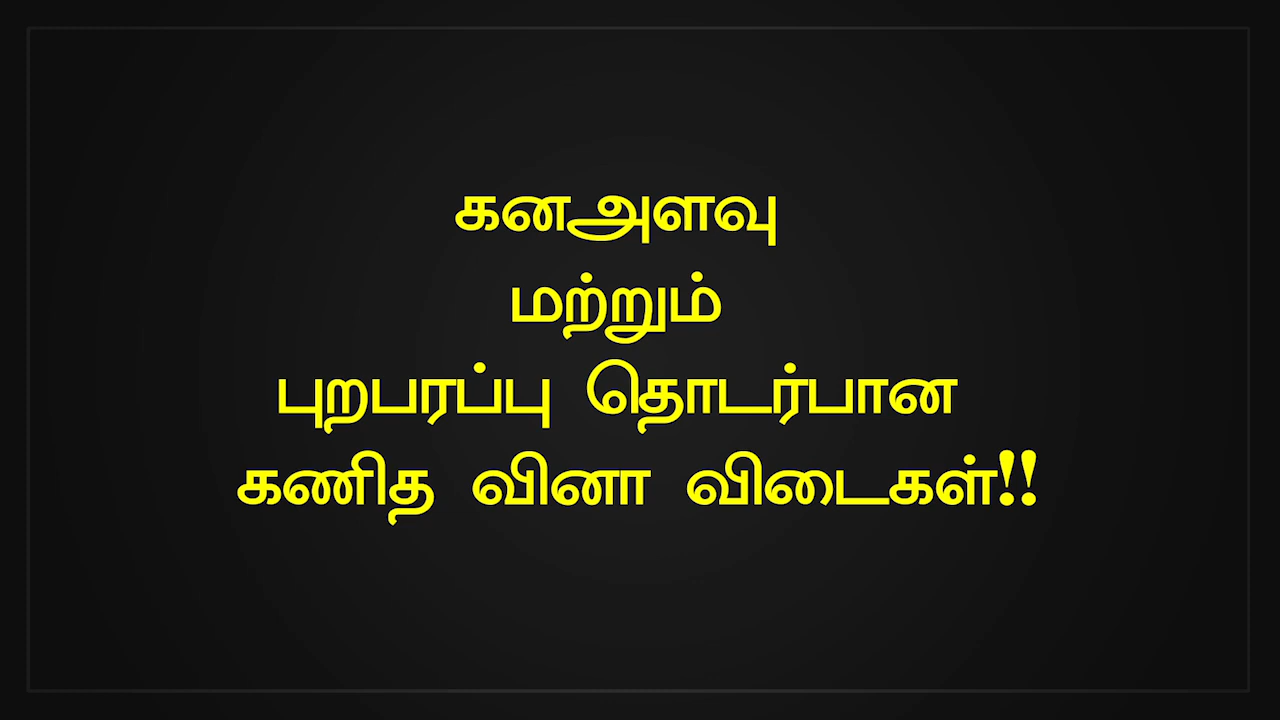 கனஅளவு
மற்றும்
புறபரப்பு தொடர்பான
கணித வினா விடைகள்!!